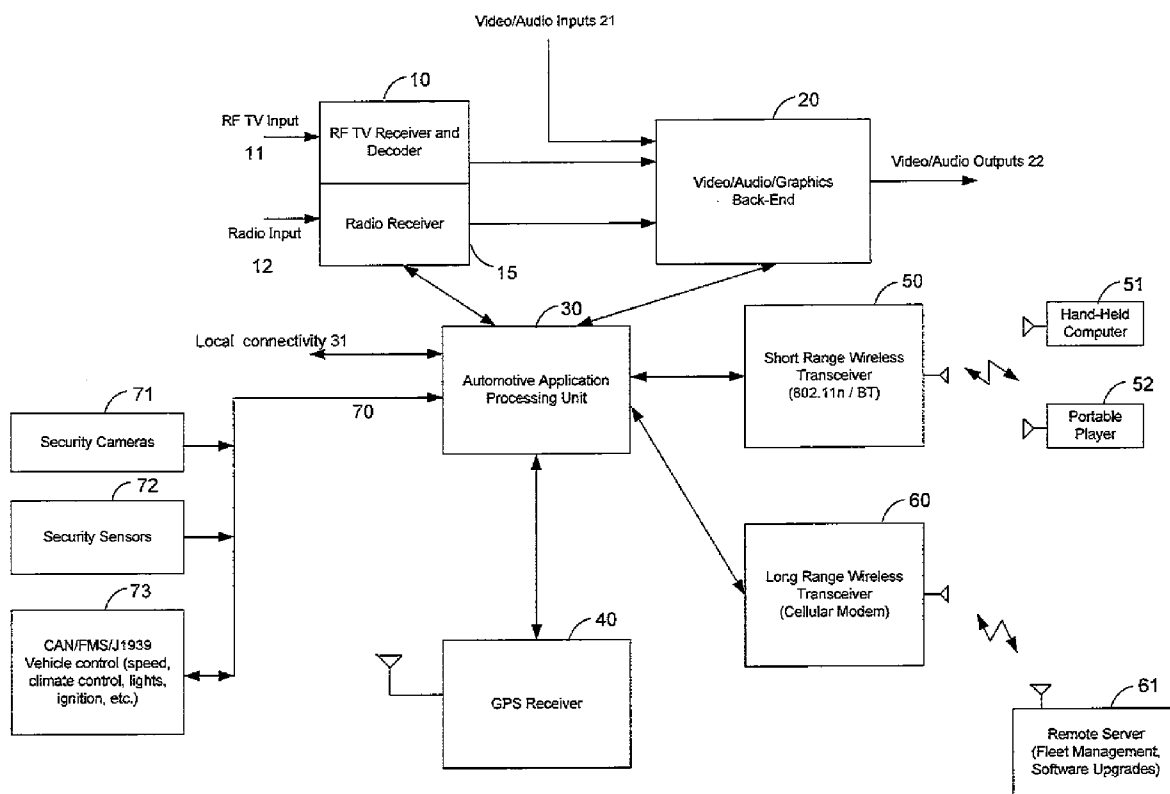 Video/Audio Inputs 21
10
20
RF TV Input
11
RF TV Receiver and
Decoder
Video/Audio Outputs 22
Video/Audio/Graphics
Back-End
Radio Input
12
Radio Receiver
15
30
50
51
Hand-Held
Computer
Local connectivity 31
Automotive Application
Processing Unit
Short Range Wireless
Transceiver
(802.11n / BT)
70
71
Security Cameras
52
Portable
Player
72
Security Sensors
60
Long Range Wireless
Transceiver
(Cellular Modem)
73
CAN/FMS/J1939
Vehicle control (speed,
climate control, lights,
ignition, etc.)
40
GPS Receiver
61
Remote Server
(Fleet Management,
Software Upgrades)